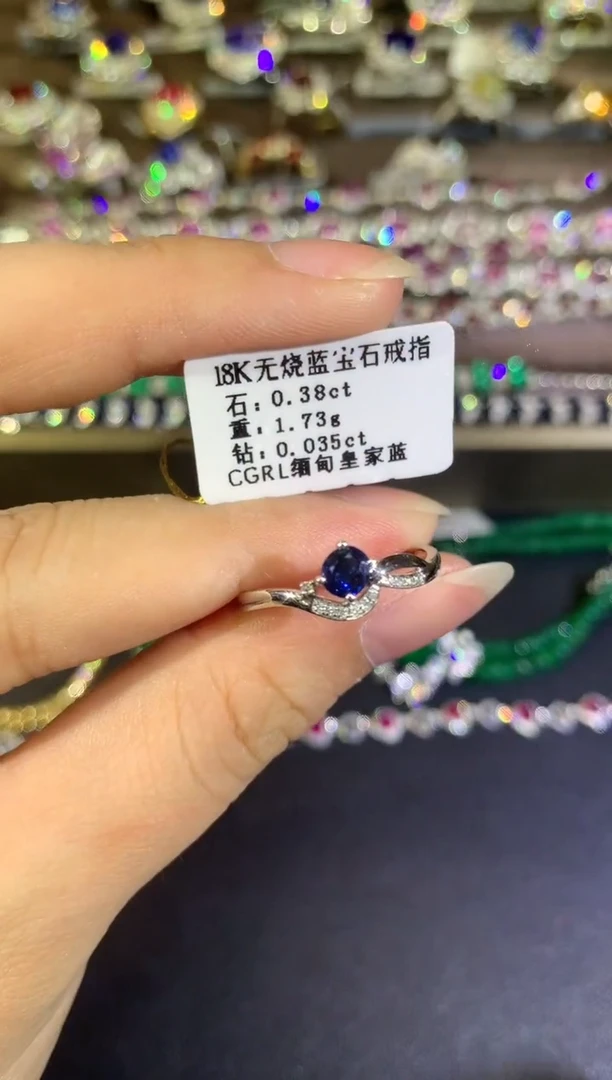 18K无烧蓝宝石戒指
石：0.38ct
重：1.73g
钻：0.035ct
CGRL缅甸皇家蓝